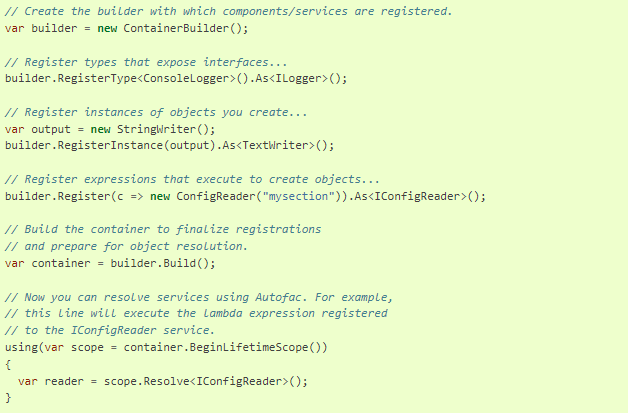 // Create the builder with which components/services are registered.
var builder = new ContainerBuilder();
// Register types that expose interfaces...
builder.RegisterType<ConsoleLogger>().As<ILogger>();
// Register instances of objects you create...
var output = new StringWriter();
builder.RegisterInstance(output).As<TextWriter>();
// Register expressions that execute to create objects...
builder.Register(c => new ConfigReader("mysection")).As<IConfigReader>();
// Build the container to finalize registrations
// and prepare for object resolution.
var container = builder.Build();
// Now you can resolve services using Autofac. For example,
// this line will execute the lambda expression registered
// to the IConfigReader service.
using(var scope = container.BeginLifetimeScope())
{
  var reader = scope.Resolve<IConfigReader>();
}